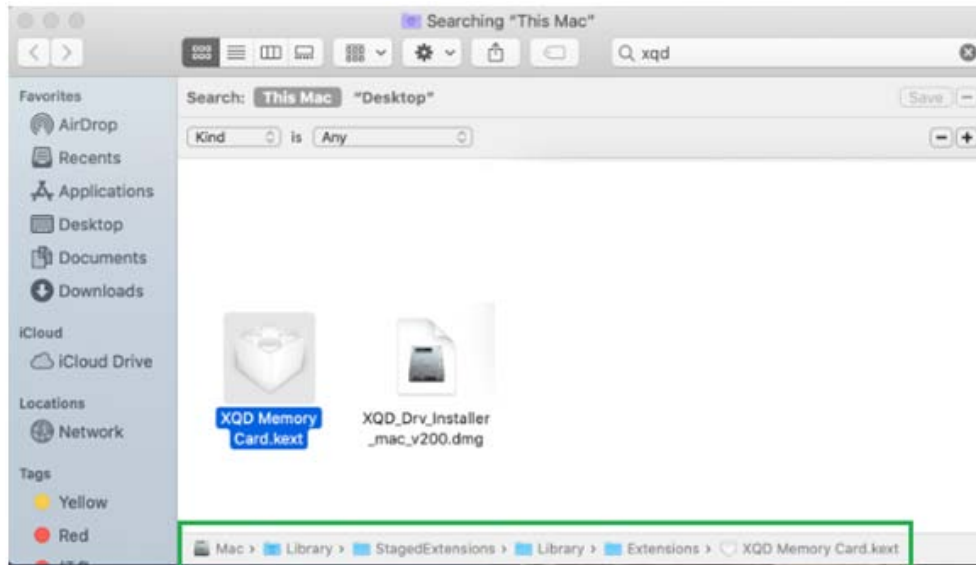 Searching "This Mac"
xqd
Favorites
AirDrop
Recents
Applications
Desktop
Documents
Downloads
iCloud
iCloud Drive
Locations
Network
Tags
Yellow
Red
Search: This Mac "Desktop"
Save
Kind is Any
XQD Memory
Card.kext
XQD_Drv_Installer
_mac_v200.dmg
Mac › Library › StagedExtensions › Library › Extensions › XQD Memory Card.kext